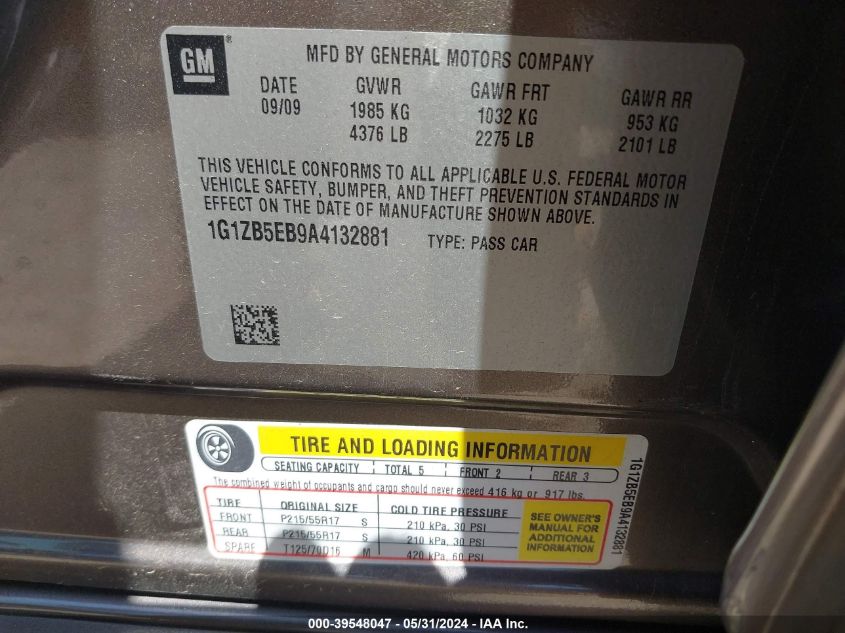 GM®
MFD BY GENERAL MOTORS COMPANY
DATE GVWR GAWR FRT GAWR RR
09/09 1985 KG 1032 KG 953 KG
4376 LB 2275 LB 2101 LB
THIS VEHICLE CONFORMS TO ALL APPLICABLE U.S. FEDERAL MOTOR
VEHICLE SAFETY, BUMPER, AND THEFT PREVENTION STANDARDS IN
EFFECT ON THE DATE OF MANUFACTURE SHOWN ABOVE.
1G1ZB5EB9A4132881 TYPE: PASS CAR
TIRE AND LOADING INFORMATION
SEATING CAPACITY TOTAL 5 FRONT 2 REAR 3
The combined weight of occupants and cargo should never exceed 416 kg or 917 lbs.
TIRE ORIGINAL SIZE COLD TIRE PRESSURE
FRONT P215/55R17 S 210 kPa, 30 PSI
REAR P215/55R17 S 210 kPa, 30 PSI
SPARE T125/70D15 M 420 kPa, 60 PSI
SEE OWNER'S
MANUAL FOR
ADDITIONAL
INFORMATION
1G1ZB5EB9A4132881
000-39548047 — 05/31/2024 — IAA Inc.